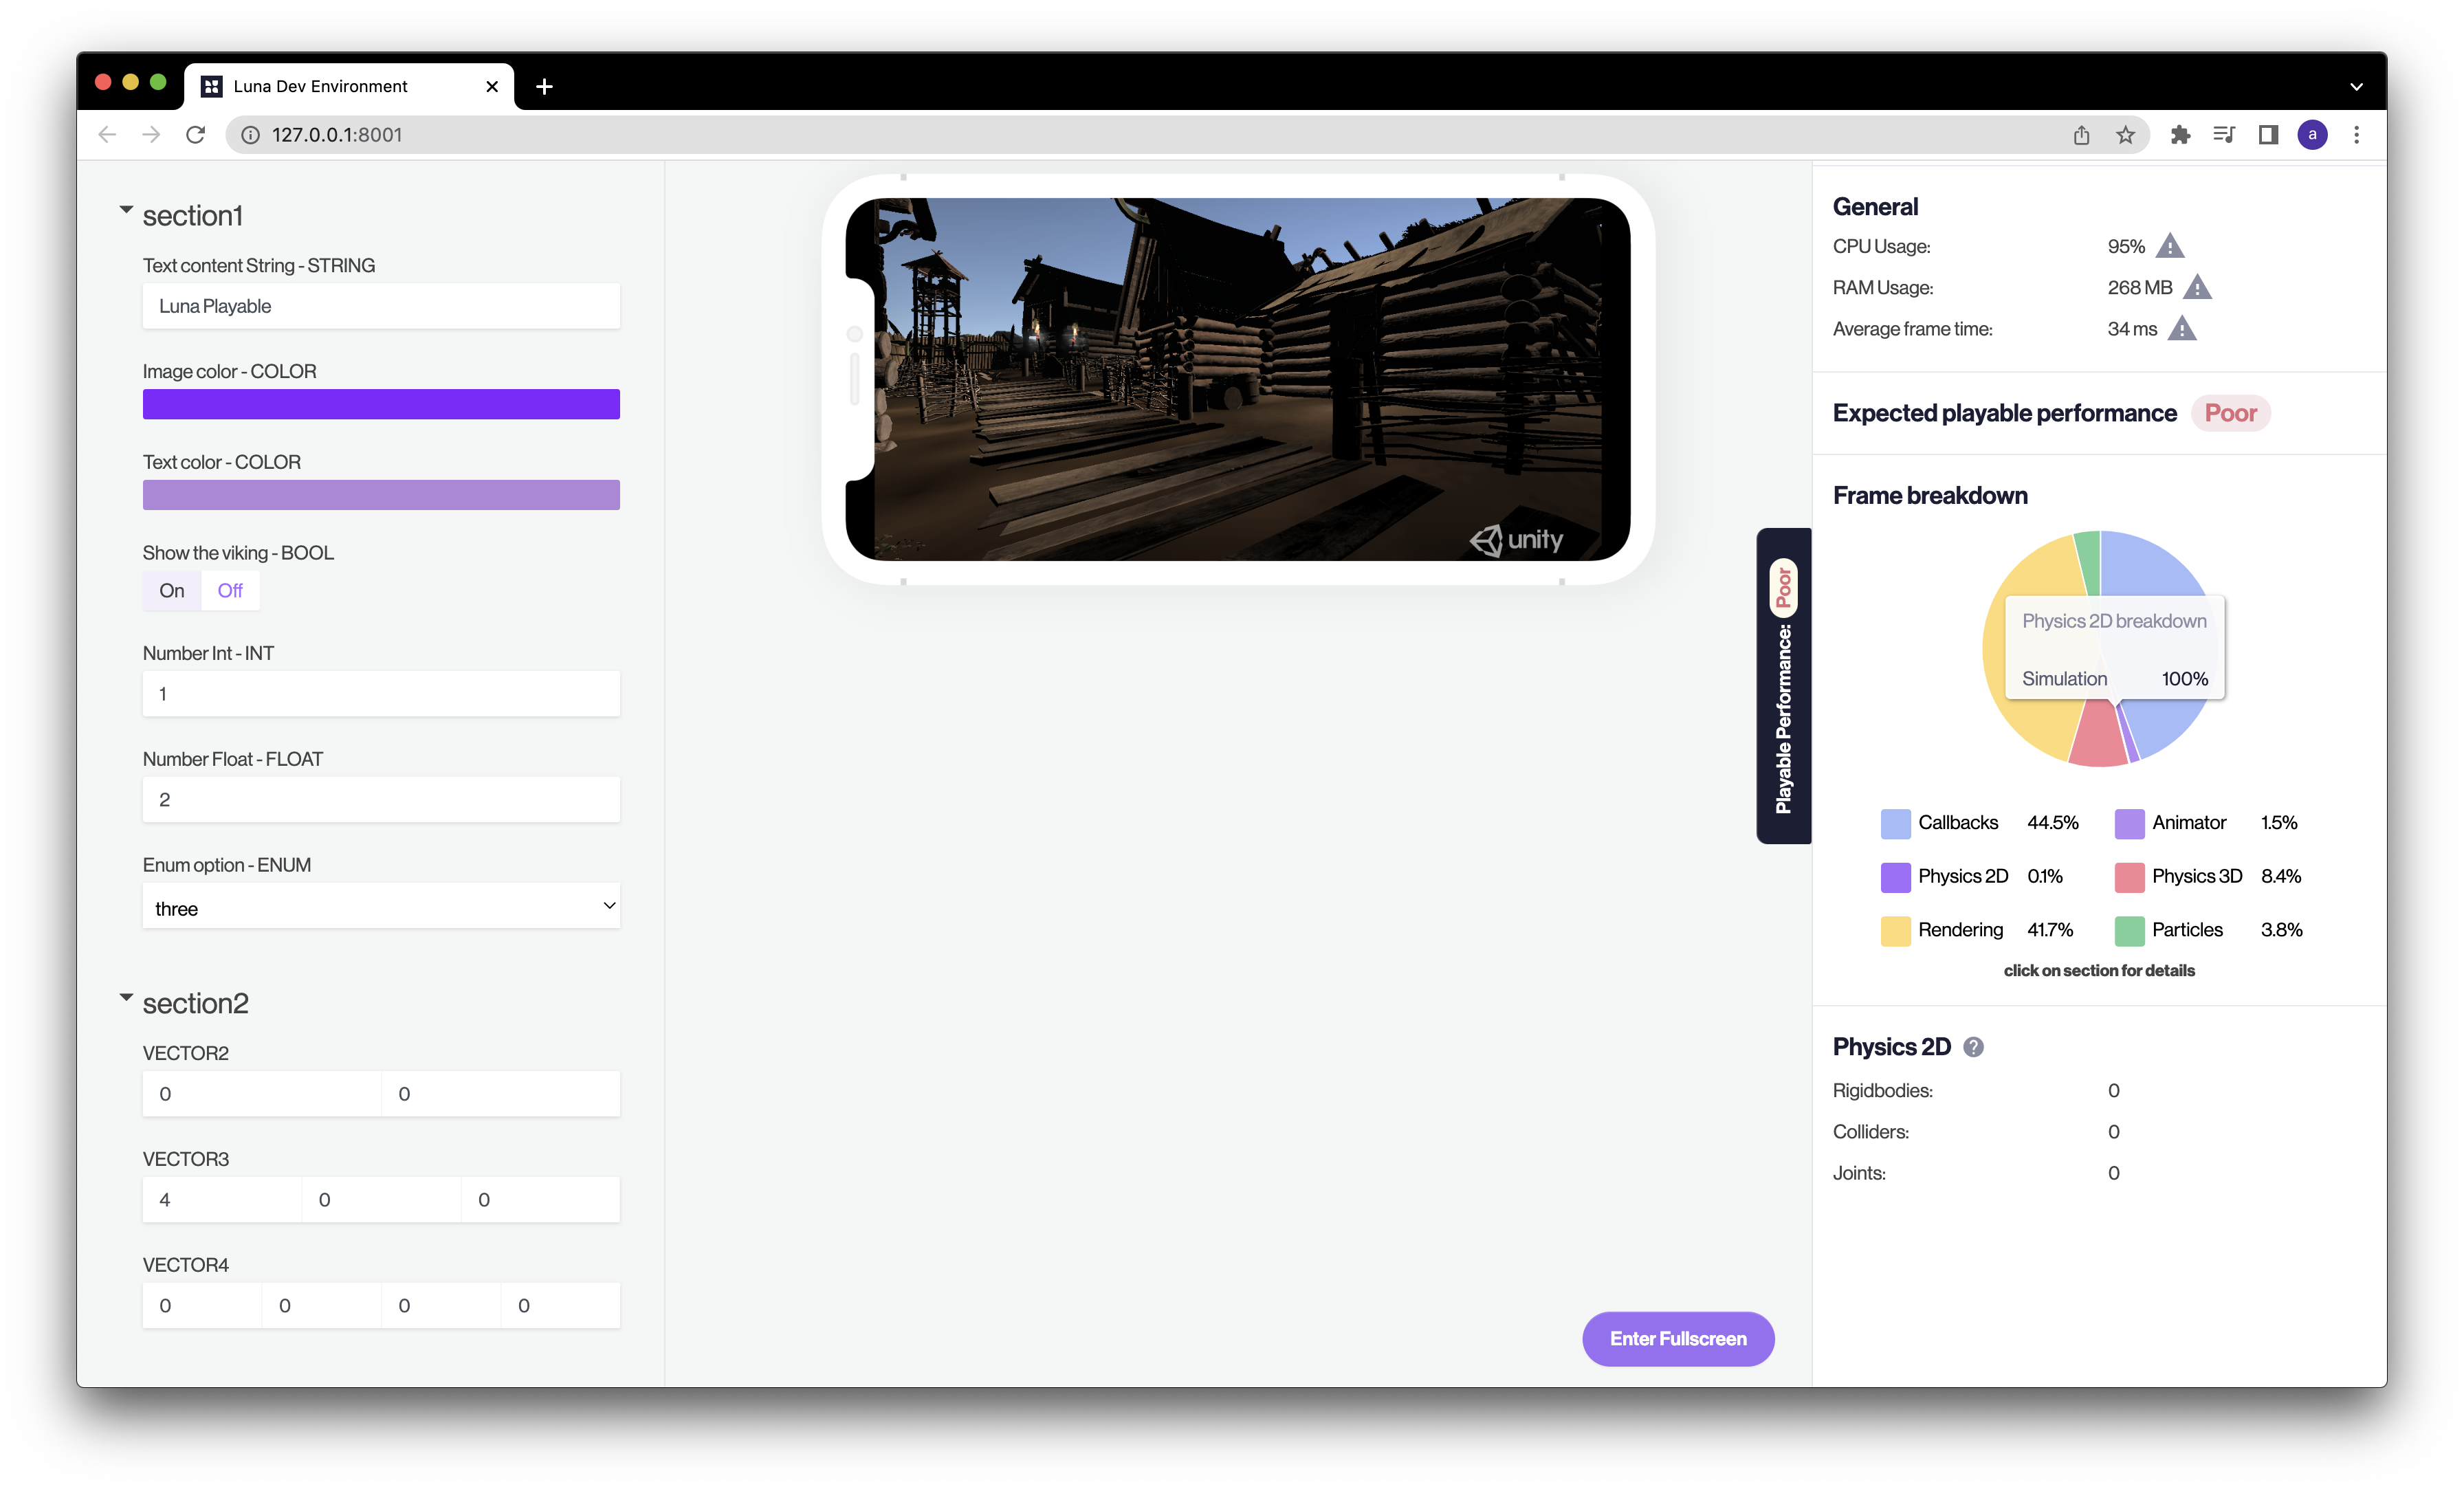 Luna Dev Environment
127.0.0.1:8001
a
section1
Text content String - STRING
Luna Playable
Image color - COLOR
Text color - COLOR
Show the viking - BOOL
On Off
Number Int - INT
1
Number Float - FLOAT
2
Enum option - ENUM
three
section2
VECTOR2
0 0
VECTOR3
4 0 0
VECTOR4
0 0 0 0
unity
Playable Performance: Poor
Enter Fullscreen
General
CPU Usage: 95%
RAM Usage: 268 MB
Average frame time: 34 ms
Expected playable performance Poor
Frame breakdown
Physics 2D breakdown
Simulation 100%
Callbacks 44.5% Animator 1.5%
Physics 2D 0.1% Physics 3D 8.4%
Rendering 41.7% Particles 3.8%
click on section for details
Physics 2D ?
Rigidbodies: 0
Colliders: 0
Joints: 0